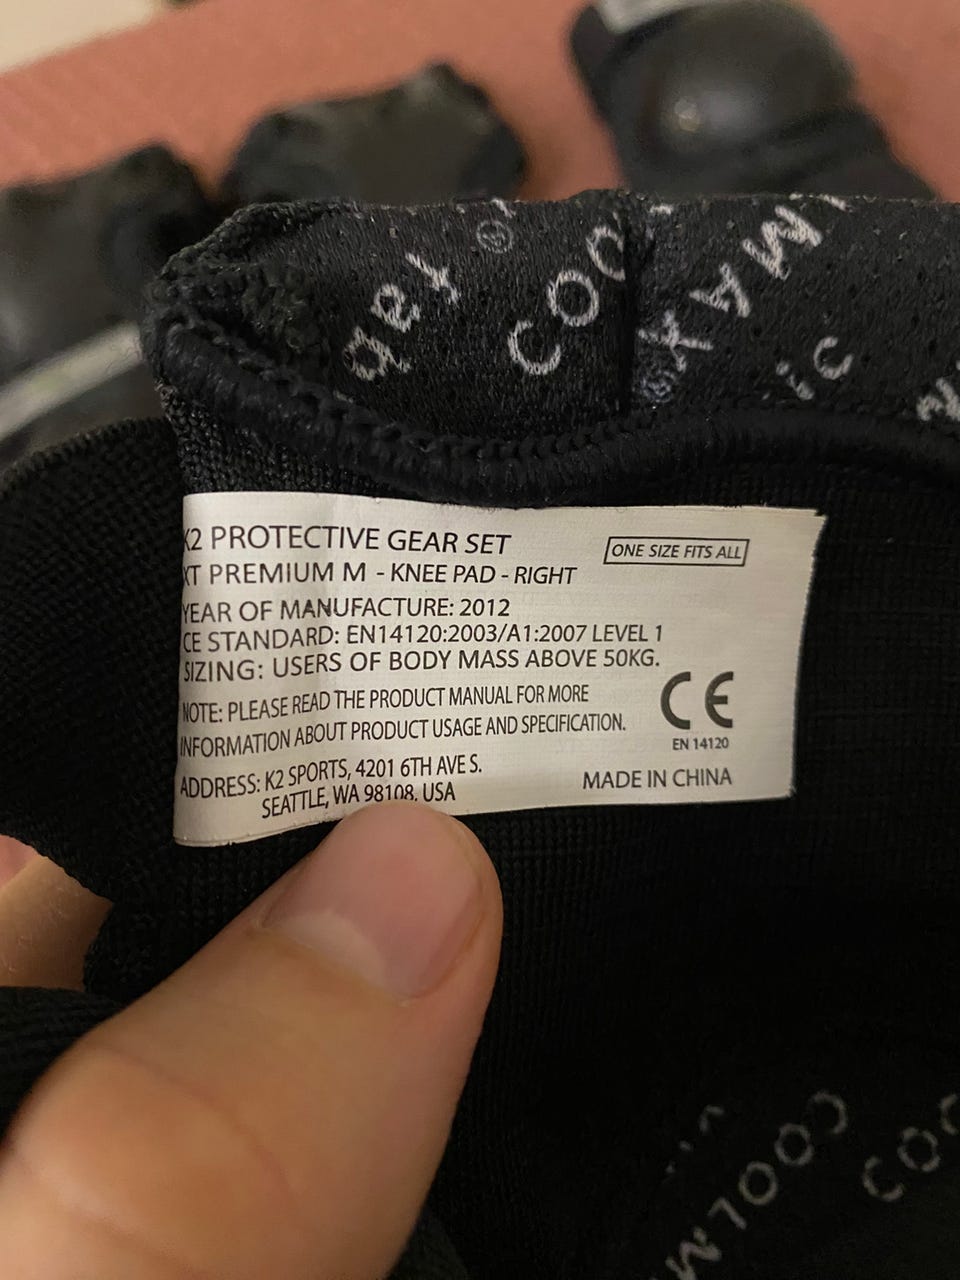 K2 PROTECTIVE GEAR SET
ONE SIZE FITS ALL
XT PREMIUM M - KNEE PAD - RIGHT
YEAR OF MANUFACTURE: 2012
CE STANDARD: EN14120:2003/A1:2007 LEVEL 1
SIZING: USERS OF BODY MASS ABOVE 50KG.
NOTE: PLEASE READ THE PRODUCT MANUAL FOR MORE
INFORMATION ABOUT PRODUCT USAGE AND SPECIFICATION.
CE
EN 14120
ADDRESS: K2 SPORTS, 4201 6TH AVE S.
SEATTLE, WA 98108, USA
MADE IN CHINA
COOLM